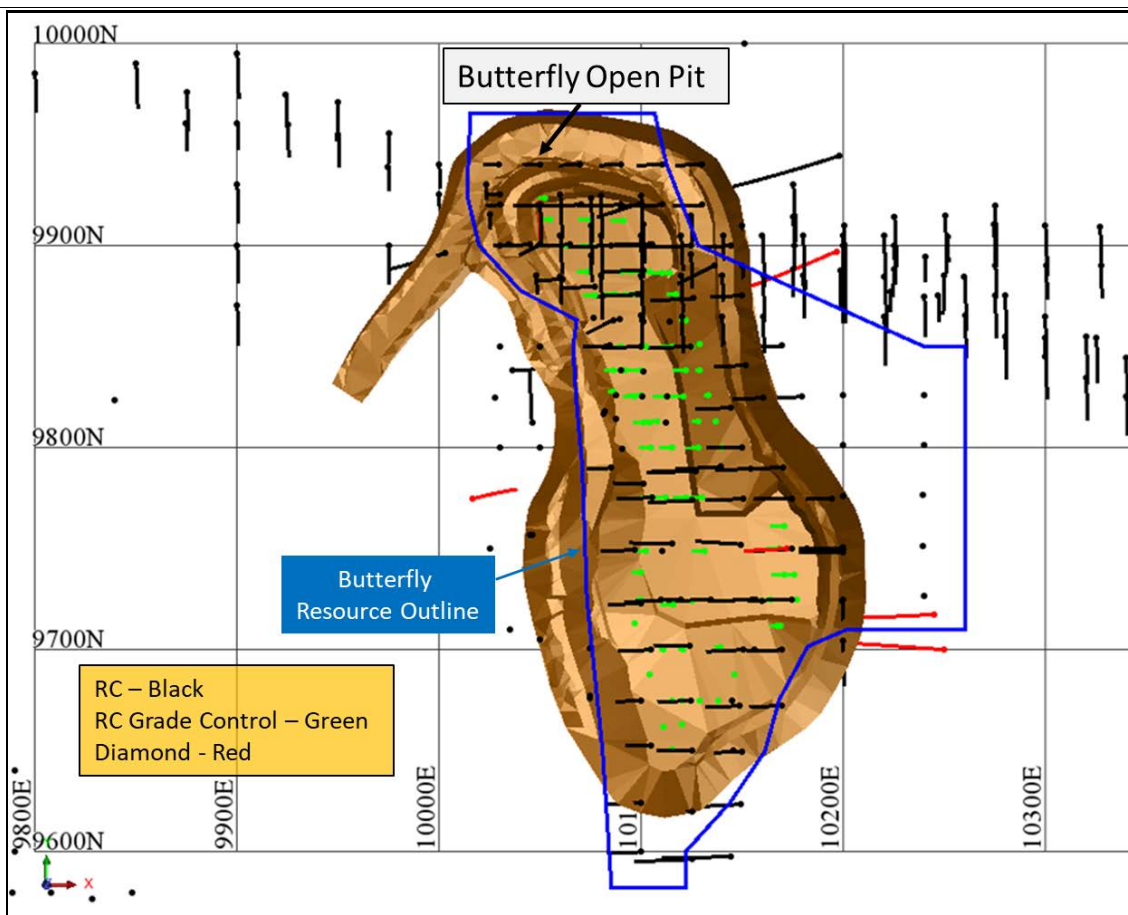 10000N
Butterfly Open Pit
9900N
9800N
Butterfly
Resource Outline
9700N
RC – Black
RC Grade Control – Green
Diamond - Red
9800E
9900E
10000E
101
10200E
10300E
9600N
X